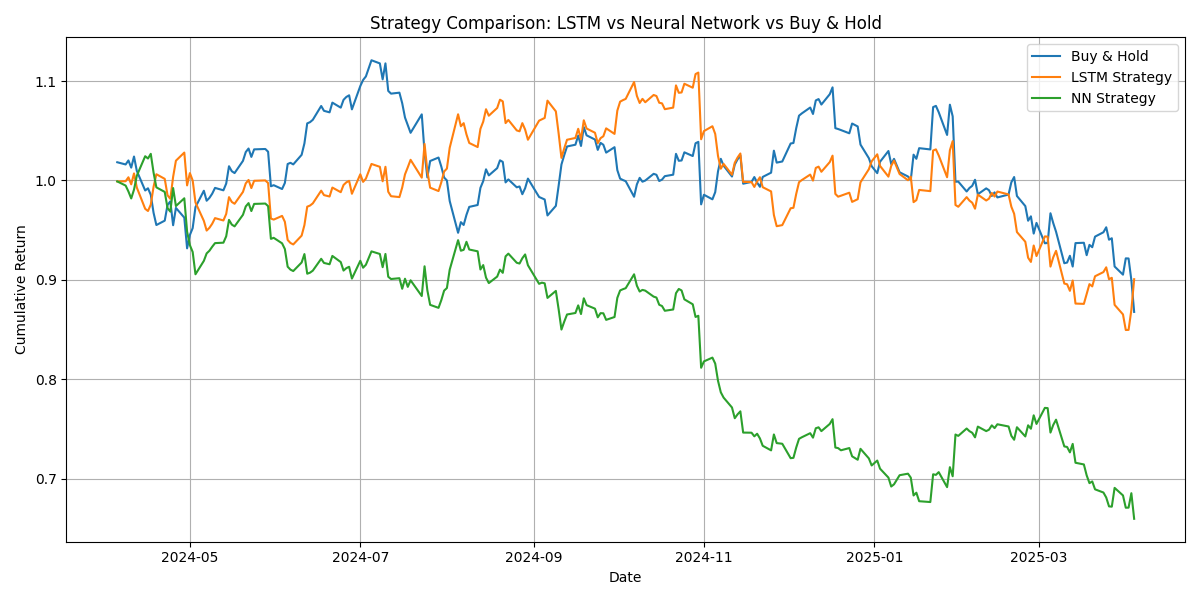 Strategy Comparison: LSTM vs Neural Network vs Buy & Hold
Buy & Hold
LSTM Strategy
NN Strategy
Cumulative Return
1.1
1.0
0.9
0.8
0.7
2024-05
2024-07
2024-09
2024-11
2025-01
2025-03
Date